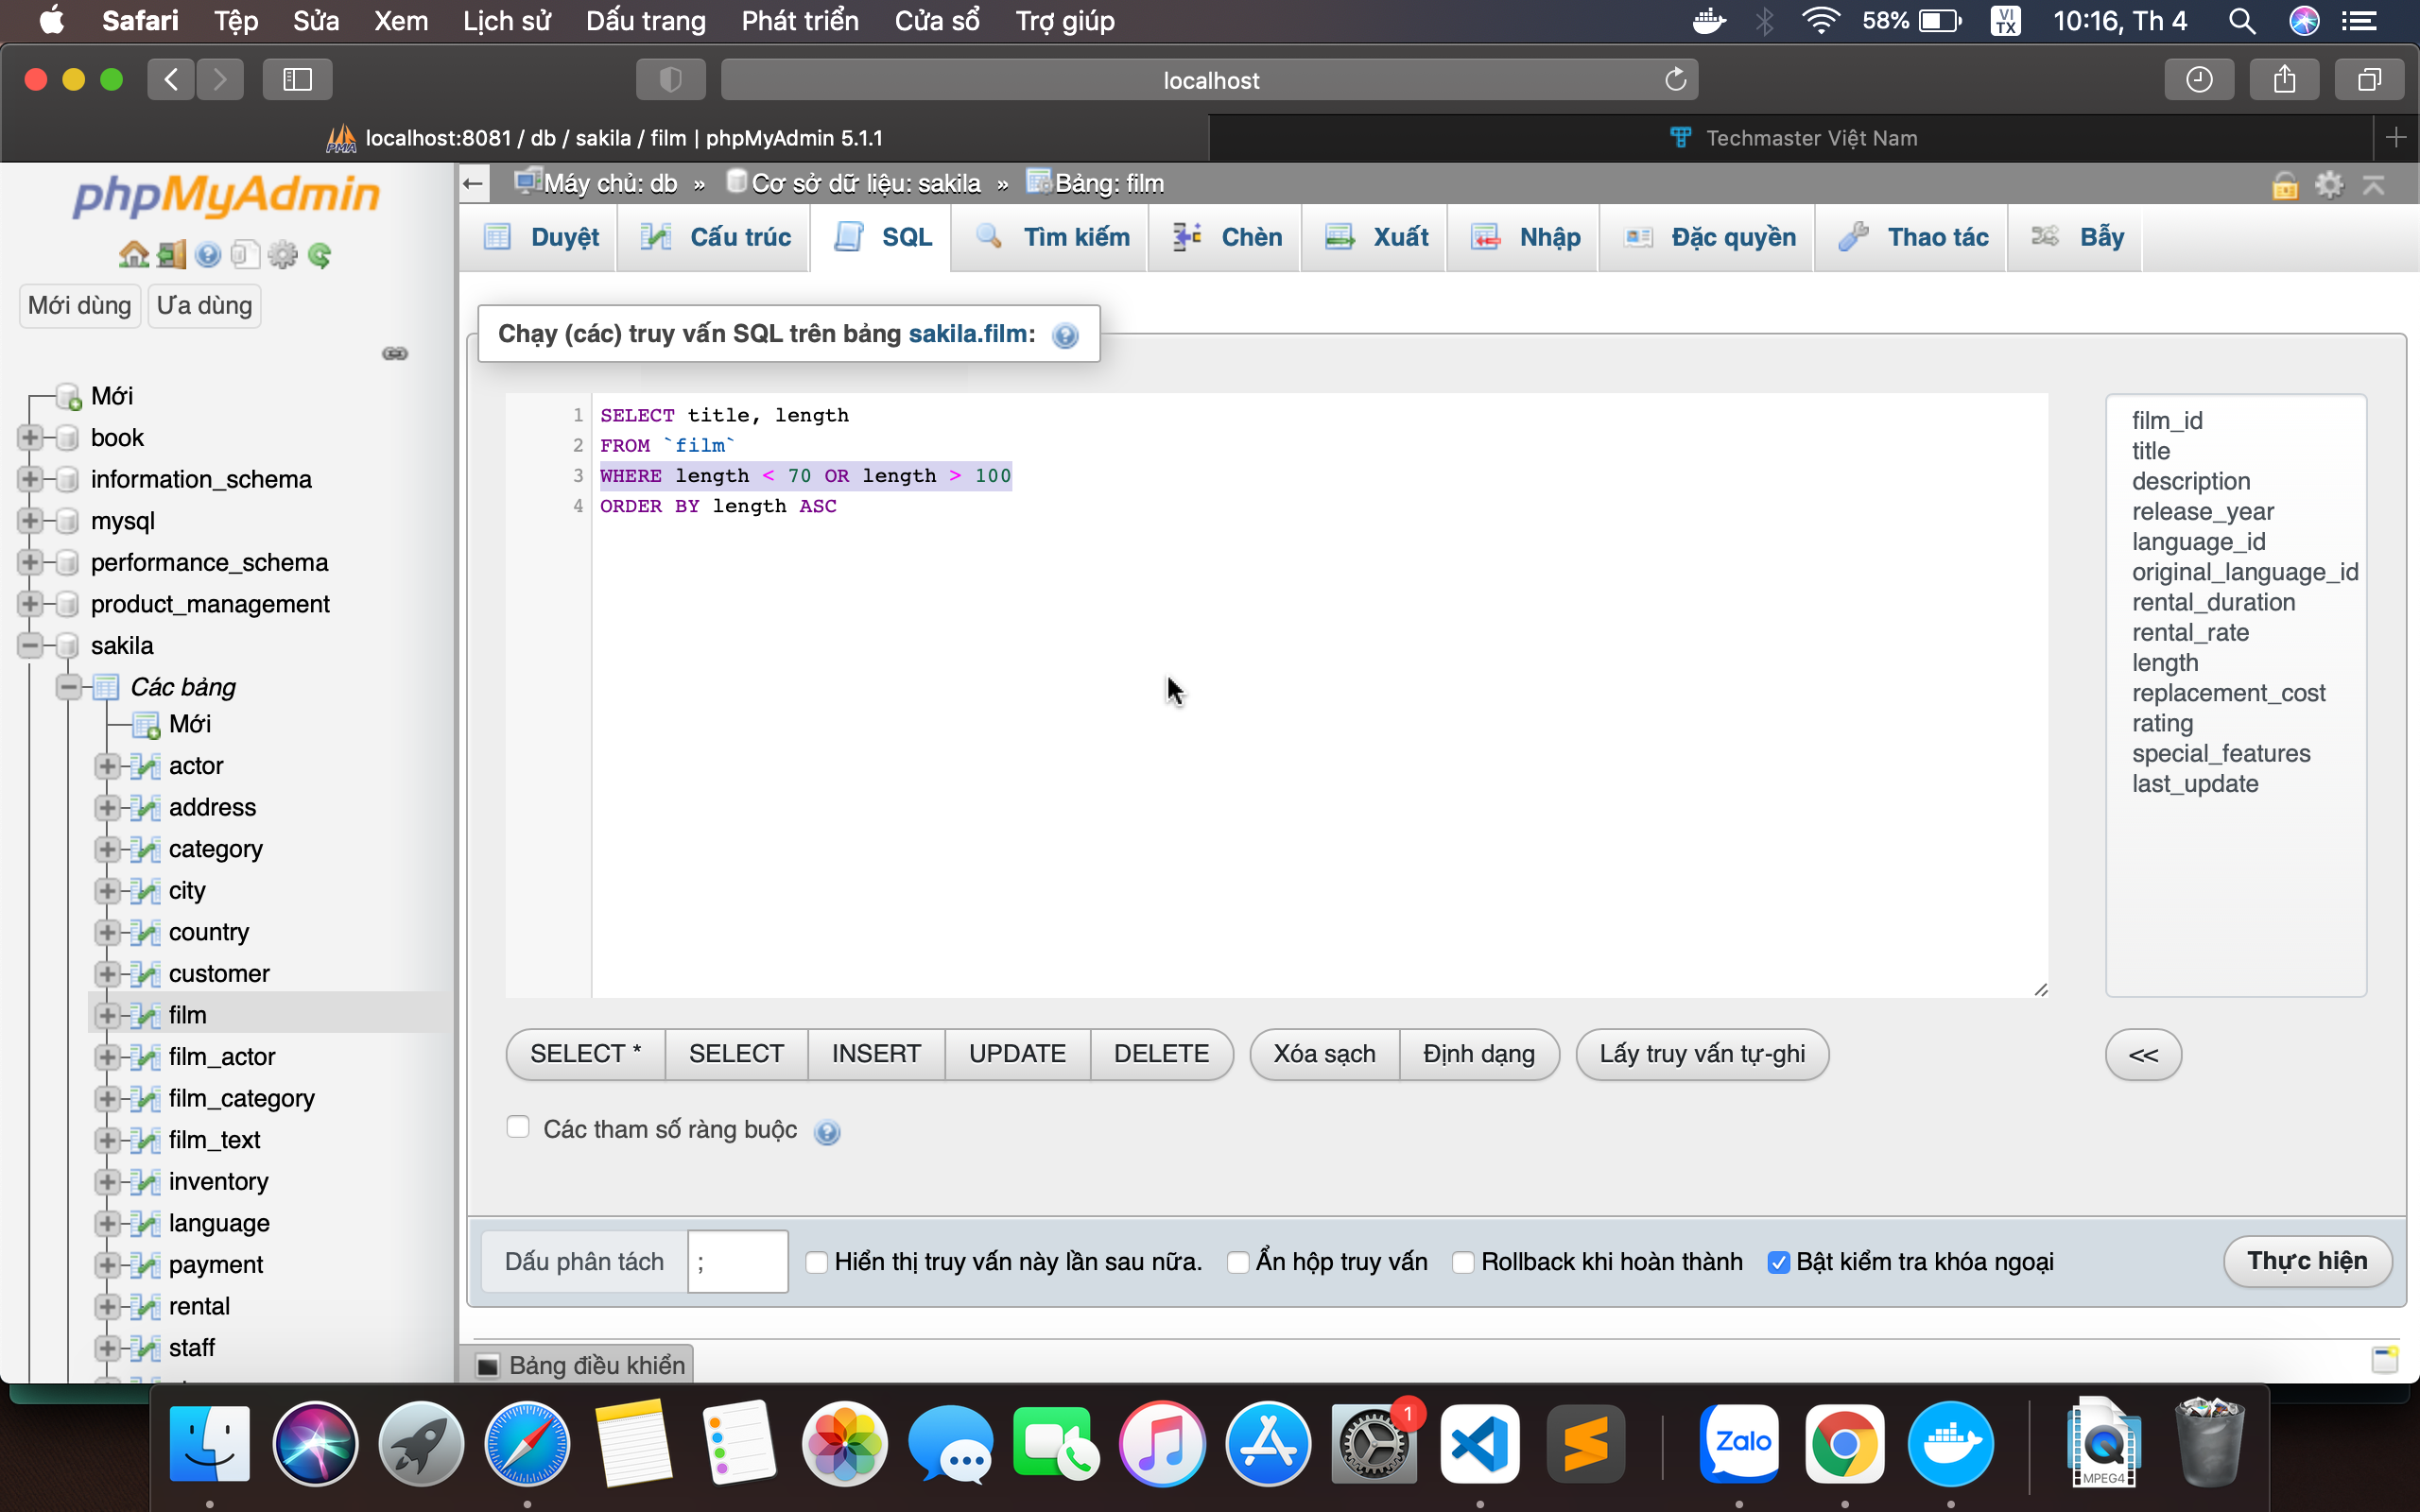 Safari Tệp Sửa Xem Lịch sử Dấu trang Phát triển Cửa sổ Trợ giúp 58% VI TX 10:16, Th 4
localhost
localhost:8081 / db / sakila / film | phpMyAdmin 5.1.1
Techmaster Việt Nam
phpMyAdmin
Mới dùng Ưa dùng
Mới
book
information_schema
mysql
performance_schema
product_management
sakila
Các bảng
Mới
actor
address
category
city
country
customer
film
film_actor
film_category
film_text
inventory
language
payment
rental
staff
Máy chủ: db » Cơ sở dữ liệu: sakila » Bảng: film
Duyệt Cấu trúc SQL Tìm kiếm Chèn Xuất Nhập Đặc quyền Thao tác Bẫy
Chạy (các) truy vấn SQL trên bảng sakila.film:
1 SELECT title, length
2 FROM `film`
3 WHERE length < 70 OR length > 100
4 ORDER BY length ASC
film_id
title
description
release_year
language_id
original_language_id
rental_duration
rental_rate
length
replacement_cost
rating
special_features
last_update
SELECT * SELECT INSERT UPDATE DELETE Xóa sạch Định dạng Lấy truy vấn tự-ghi <<
Các tham số ràng buộc
Dấu phân tách ; Hiển thị truy vấn này lần sau nữa. Ẩn hộp truy vấn Rollback khi hoàn thành Bật kiểm tra khóa ngoại Thực hiện
Bảng điều khiển
1
Zalo
MPEG4